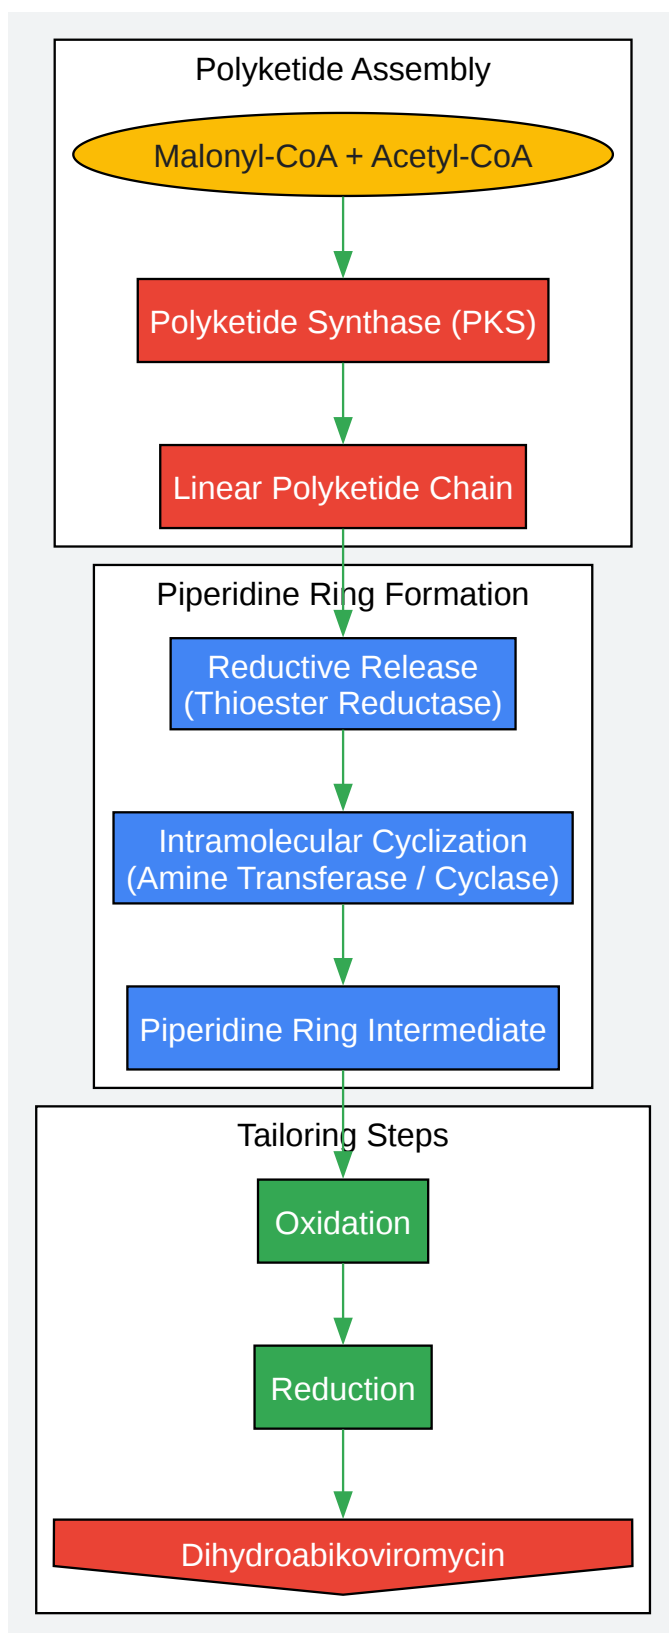 Polyketide Assembly
Malonyl-CoA + Acetyl-CoA
Polyketide Synthase (PKS)
Linear Polyketide Chain
Piperidine Ring Formation
Reductive Release
(Thioester Reductase)
Intramolecular Cyclization
(Amine Transferase / Cyclase)
Piperidine Ring Intermediate
Tailoring Steps
Oxidation
Reduction
Dihydroabikoviromycin